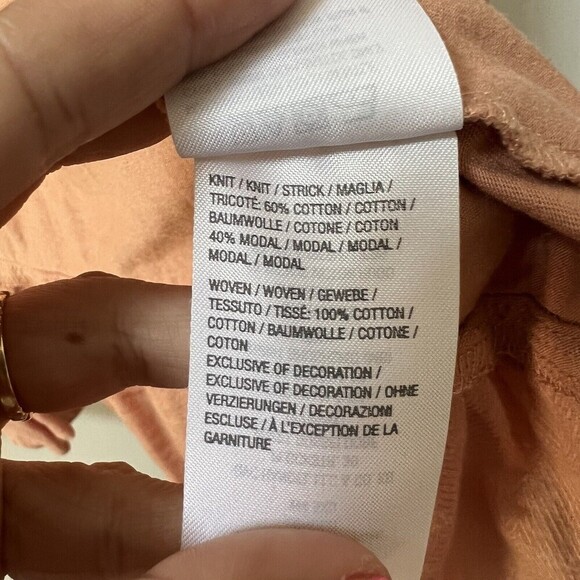 KNIT / KNIT / STRICK / MAGLIA /
TRICOTÉ: 60% COTTON / COTTON /
BAUMWOLLE / COTONE / COTON
40% MODAL / MODAL / MODAL /
MODAL / MODAL
WOVEN / WOVEN / GEWEBE /
TESSUTO / TISSÉ: 100% COTTON /
COTTON / BAUMWOLLE / COTONE /
COTON
EXCLUSIVE OF DECORATION /
EXCLUSIVE OF DECORATION / OHNE
VERZIERUNGEN / DECORAZIONI
ESCLUSE / À L'EXCEPTION DE LA
GARNITURE